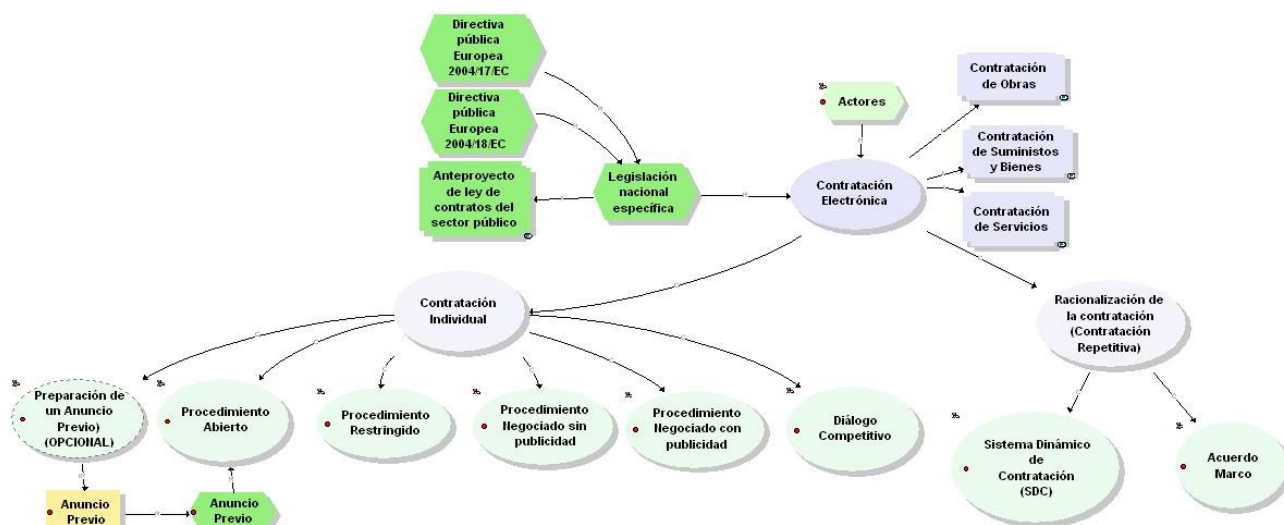 Directiva
pública
Europea
2004/17/EC
Directiva
pública
Europea
2004/18/EC
Anteproyecto
de ley de
contratos del
sector público
Legislación
nacional
específica
Actores
Contratación
Electrónica
Contratación
de Obras
Contratación
de Suministos
y Bienes
Contratación
de Servicios
Contratación
Individual
Racionalización de
la contratación
(Contratación
Repetitiva)
Preparación de
un Anuncio
Previo)
(OPCIONAL)
Procedimiento
Abierto
Procedimiento
Restringido
Procedimiento
Negociado sin
publicidad
Procedimiento
Negociado con
publicidad
Diálogo
Competitivo
Sistema Dinámico
de
Contratación
(SDC)
Acuerdo
Marco
Anuncio
Previo
Anuncio
Previo